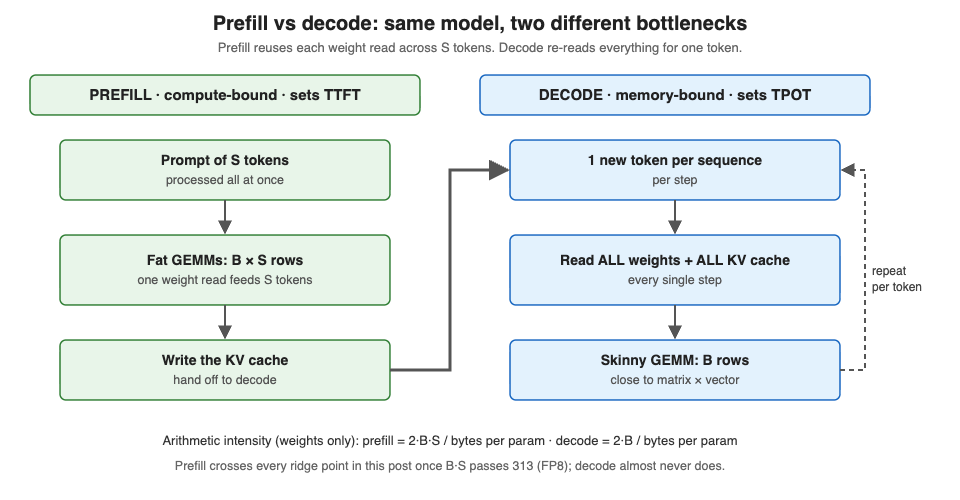 Prefill vs decode: same model, two different bottlenecks
Prefill reuses each weight read across S tokens. Decode re-reads everything for one token.
PREFILL · compute-bound · sets TTFT
Prompt of S tokens
processed all at once
Fat GEMMs: B × S rows
one weight read feeds S tokens
Write the KV cache
hand off to decode
DECODE · memory-bound · sets TPOT
1 new token per sequence
per step
Read ALL weights + ALL KV cache
every single step
Skinny GEMM: B rows
close to matrix × vector
repeat
per token
Arithmetic intensity (weights only): prefill = 2·B·S / bytes per param · decode = 2·B / bytes per param
Prefill crosses every ridge point in this post once B·S passes 313 (FP8); decode almost never does.